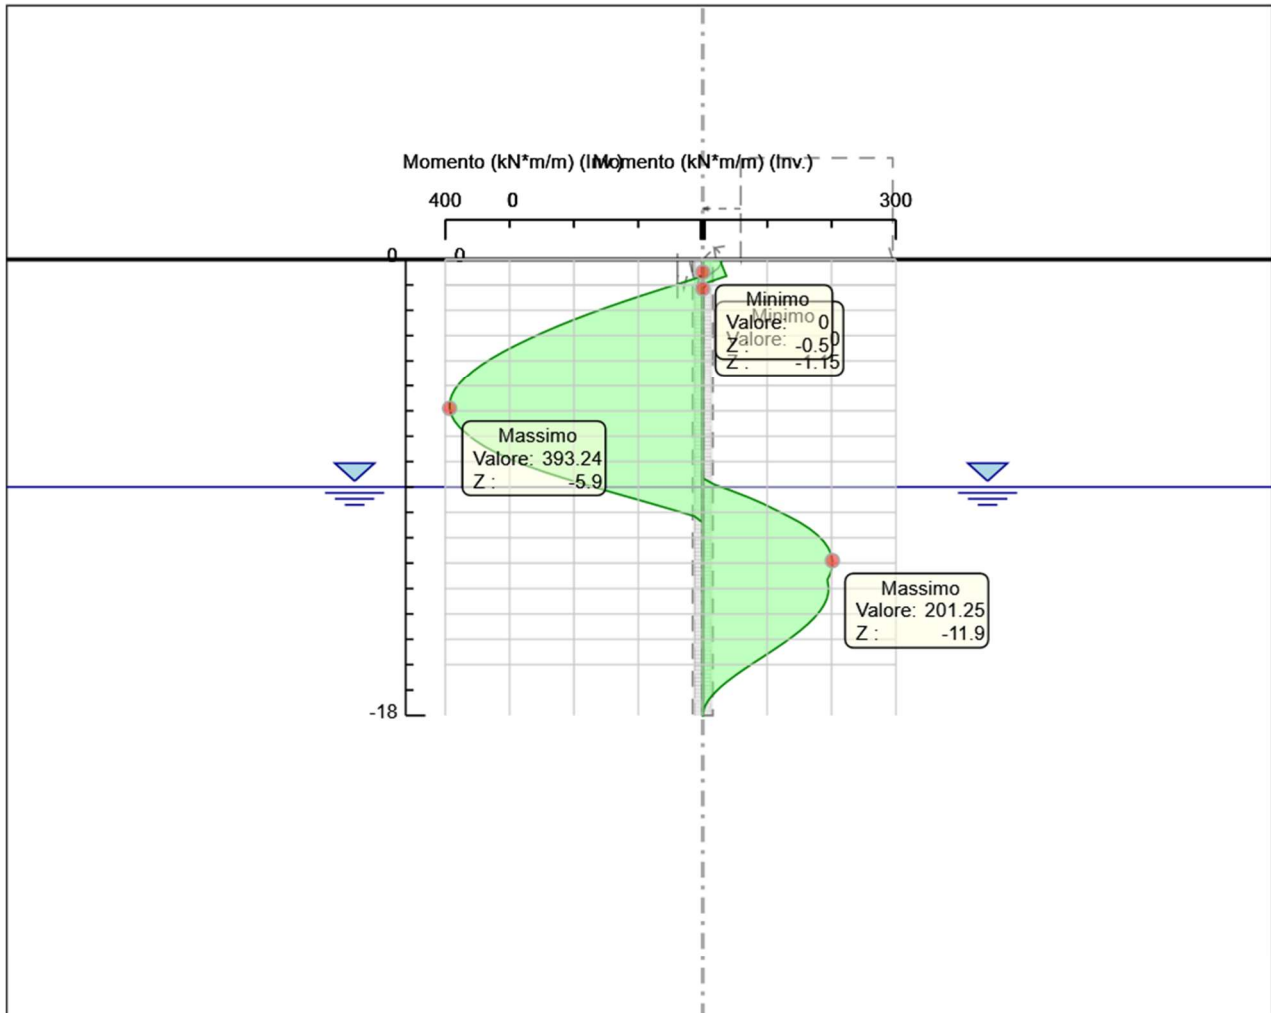 Momento (kN*m/m) (Inv.)
Momento (kN*m/m) (Inv.)
400 0 300
0 0
Minimo
Valore: 0
Z : -0.5
Minimo
Valore: 0
Z : -1.15
Massimo
Valore: 393.24
Z : -5.9
Massimo
Valore: 201.25
Z : -11.9
-18